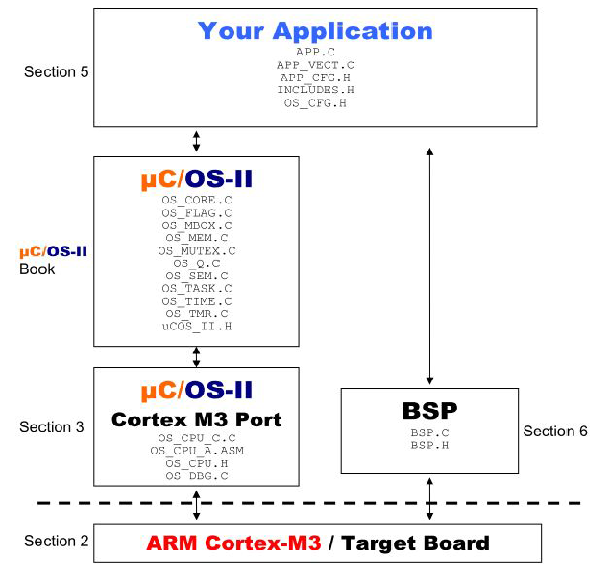 Your Application
APP.C
APP_VECT.C
APP_CFG.H
INCLUDES.H
OS_CFG.H
Section 5
µC/OS-II
OS_CORE.C
OS_FLAG.C
OS_MBOX.C
OS_MEM.C
OS_MUTEX.C
OS_Q.C
OS_SEM.C
OS_TASK.C
OS_TIME.C
OS_TMR.C
uCOS_II.H
µC/OS-II
Book
µC/OS-II
Cortex M3 Port
OS_CPU_C.C
OS_CPU_A.ASM
OS_CPU.H
OS_DBG.C
Section 3
BSP
BSP.C
BSP.H
Section 6
Section 2
ARM Cortex-M3 / Target Board